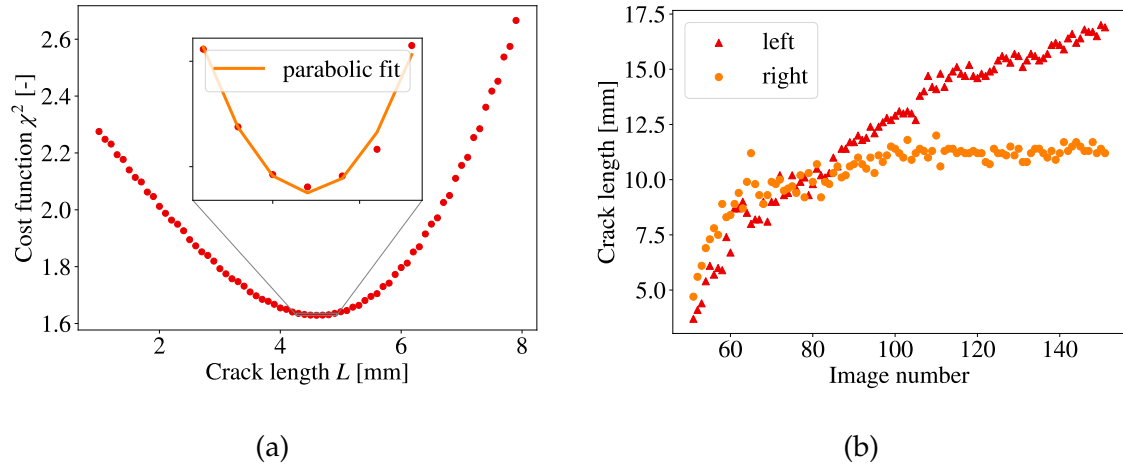 2.6
2.4
2.2
2.0
1.8
1.6
Cost function χ² [-]
parabolic fit
2
4
6
8
Crack length L [mm]
(a)
17.5
15.0
12.5
10.0
7.5
5.0
Crack length [mm]
left
right
60
80
100
120
140
Image number
(b)